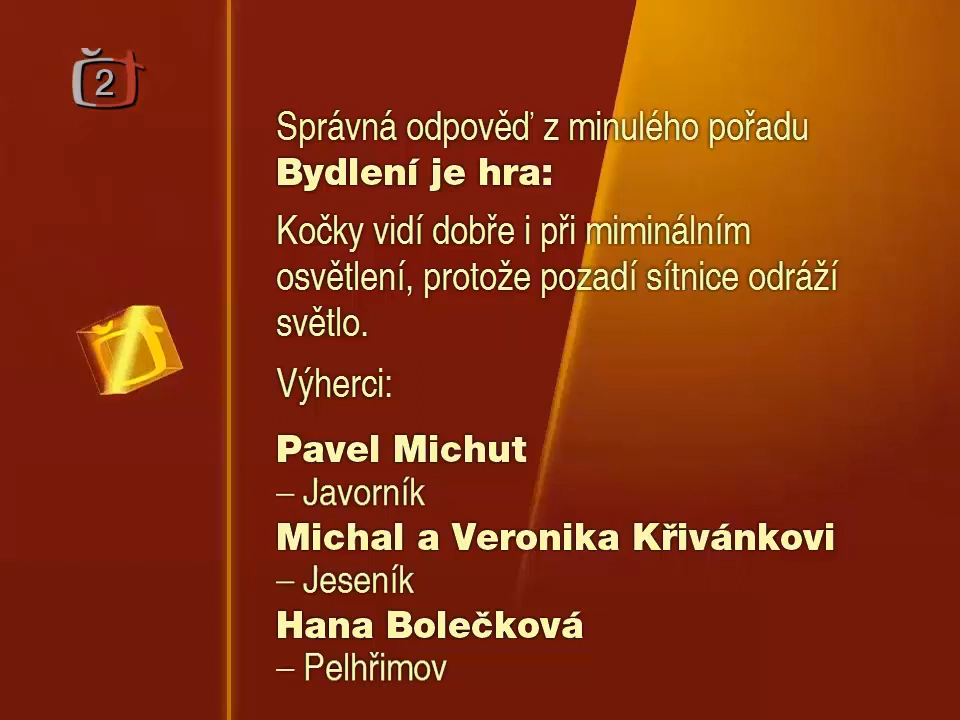 2
Správná odpověď z minulého pořadu
Bydlení je hra:
Kočky vidí dobře i při miminálním
osvětlení, protože pozadí sítnice odráží
světlo.
Výherci:
Pavel Michut
– Javorník
Michal a Veronika Křivánkovi
– Jeseník
Hana Bolečková
– Pelhřimov